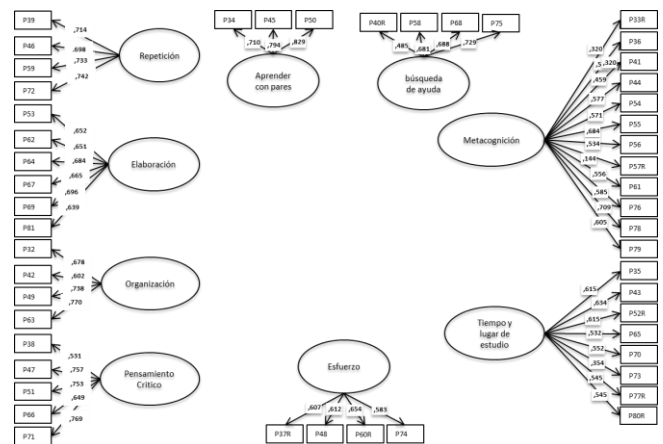 P39
P46
P59
P72
,714
,698
,733
,742
Repetición
P53
P62
P64
P67
P69
P81
,652
,651
,684
,665
,696
,639
Elaboración
P32
P42
P49
P63
,678
,602
,738
,770
Organización
P38
P47
P51
P66
P71
,531
,757
,753
,649
,769
Pensamiento
Crítico
P34
P45
P50
,710
,794
,829
Aprender
con pares
P40R
P58
P68
P75
,485
,681
,688
,729
búsqueda
de ayuda
Metacognición
,320
,320
,459
,577
,571
,684
,534
,144
,556
,585
,709
,605
P33R
P36
P41
P44
P54
P55
P56
P57R
P61
P76
P78
P79
Tiempo y
lugar de
estudio
,615
,634
,615
,532
,552
,354
,545
,545
P35
P43
P52R
P65
P70
P73
P77R
P80R
Esfuerzo
,607
,612
,654
,583
P37R
P48
P60R
P74